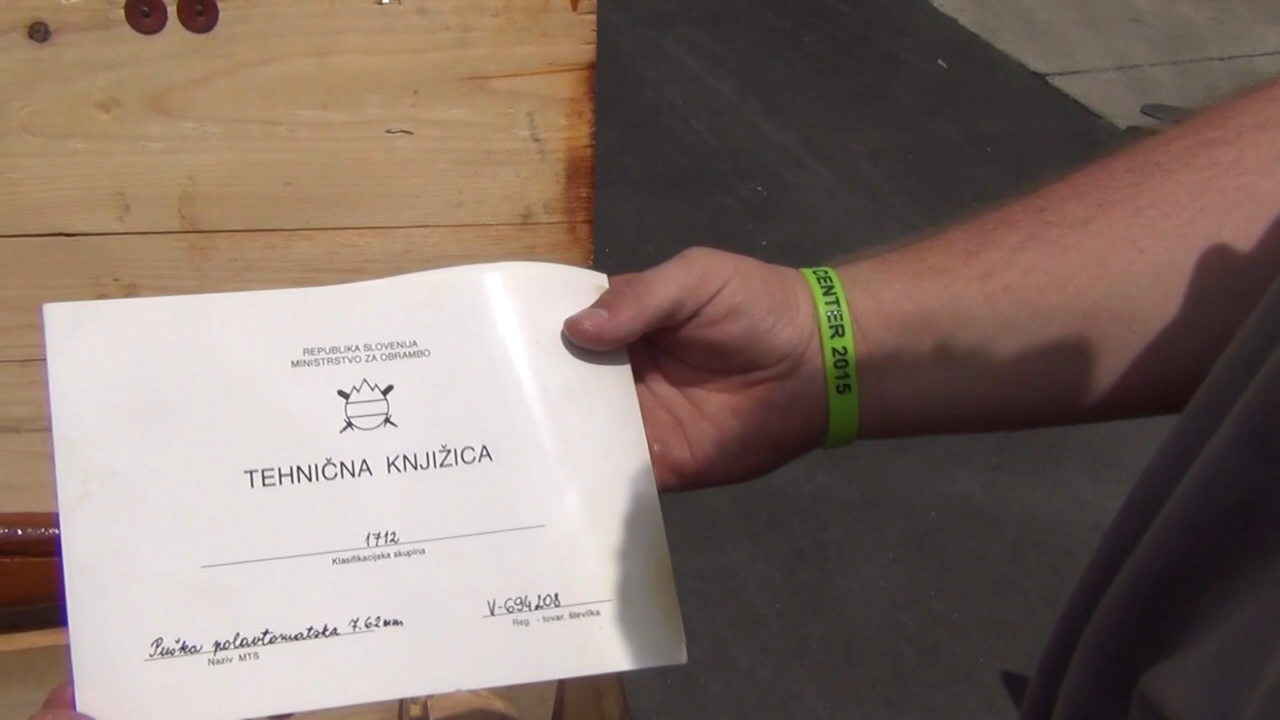 REPUBLIKA SLOVENIJA
MINISTRSTVO ZA OBRAMBO
TEHNIČNA KNJIŽICA
1712
Klasifikacijska skupina
V-694208
Reg. - tovar. številka
Puška polavtomatska 7.62mm
Naziv MTS
CENTER 2015